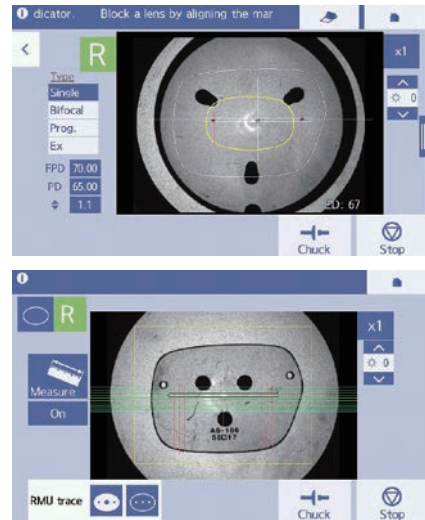 dicator. Block a lens by aligning the mar
R
x1
Type
Single
Bifocal
Prog.
Ex
0
FPD 70.00
PD 65.00
1.1
ED: 67
Chuck
Stop
R
x1
0
Measure
On
AS-106
RMU trace
Chuck
Stop